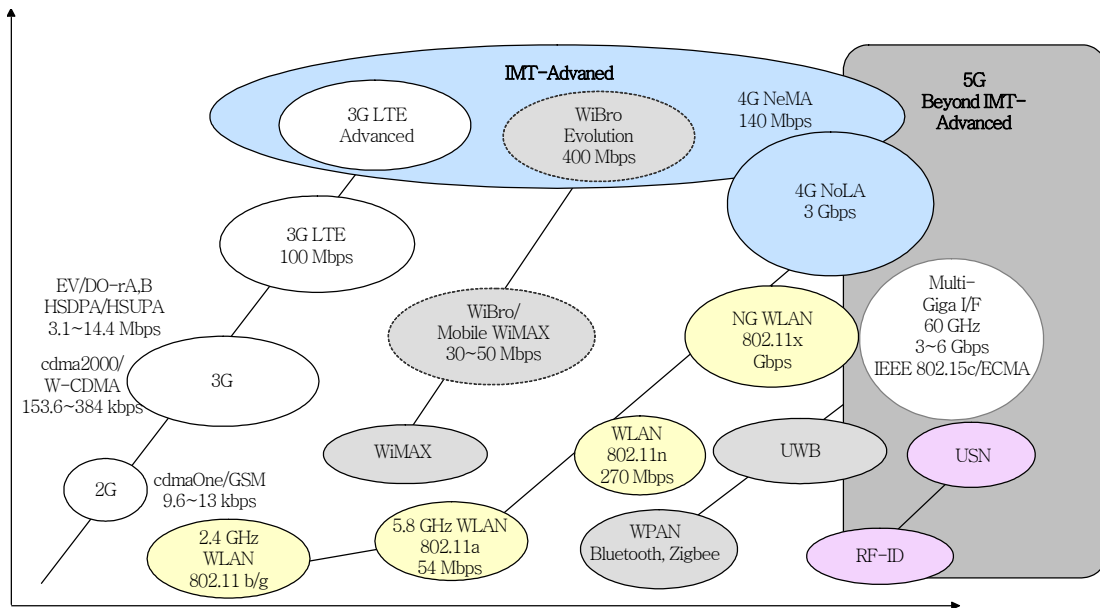 IMT-Advaned
5G
Beyond IMT-
Advanced
3G LTE
Advanced
WiBro
Evolution
400 Mbps
4G NeMA
140 Mbps
4G NoLA
3 Gbps
3G LTE
100 Mbps
EV/DO-rA,B
HSDPA/HSUPA
3.1~14.4 Mbps
WiBro/
Mobile WiMAX
30~50 Mbps
NG WLAN
802.11x
Gbps
Multi-
Giga I/F
60 GHz
3~6 Gbps
IEEE 802.15c/ECMA
cdma2000/
W-CDMA
153.6~384 kbps
3G
WiMAX
WLAN
802.11n
270 Mbps
UWB
USN
2G
cdmaOne/GSM
9.6~13 kbps
2.4 GHz
WLAN
802.11 b/g
5.8 GHz WLAN
802.11a
54 Mbps
WPAN
Bluetooth, Zigbee
RF-ID